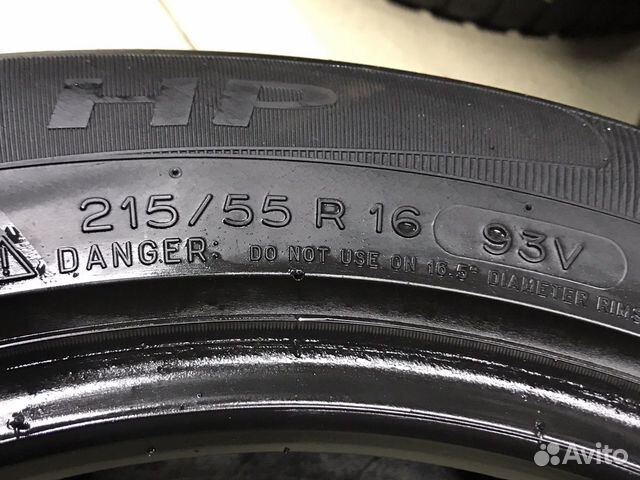 HP
215/55 R 16 93V
DANGER: DO NOT USE ON 16.5" DIAMETER RIMS
Avito